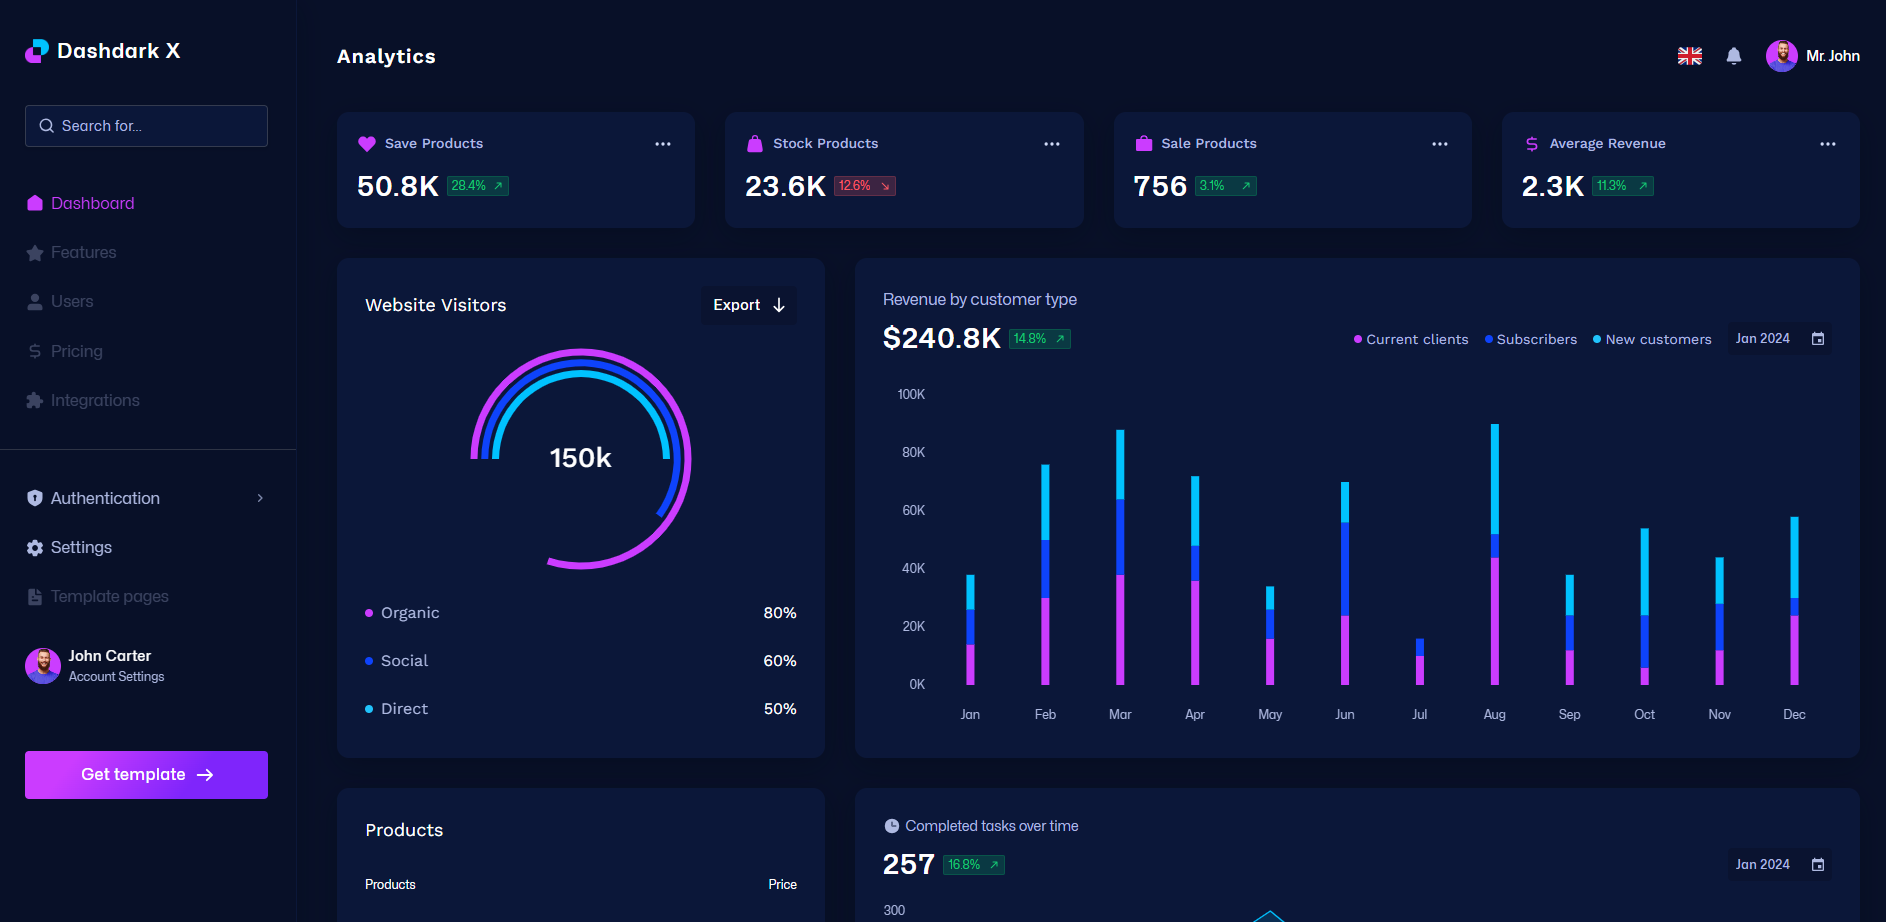 Dashdark X
Search for...
Dashboard
Features
Users
Pricing
Integrations
Authentication
Settings
Template pages
John Carter
Account Settings
Get template
Analytics
Mr. John
Save Products
50.8K 28.4%
Stock Products
23.6K 12.6%
Sale Products
756 3.1%
Average Revenue
2.3K 11.3%
Website Visitors
Export
150k
Organic 80%
Social 60%
Direct 50%
Revenue by customer type
$240.8K 14.8%
Current clients Subscribers New customers Jan 2024
100K
80K
60K
40K
20K
0K
Jan Feb Mar Apr May Jun Jul Aug Sep Oct Nov Dec
Products
Products Price
Completed tasks over time
257 16.8%
Jan 2024
300